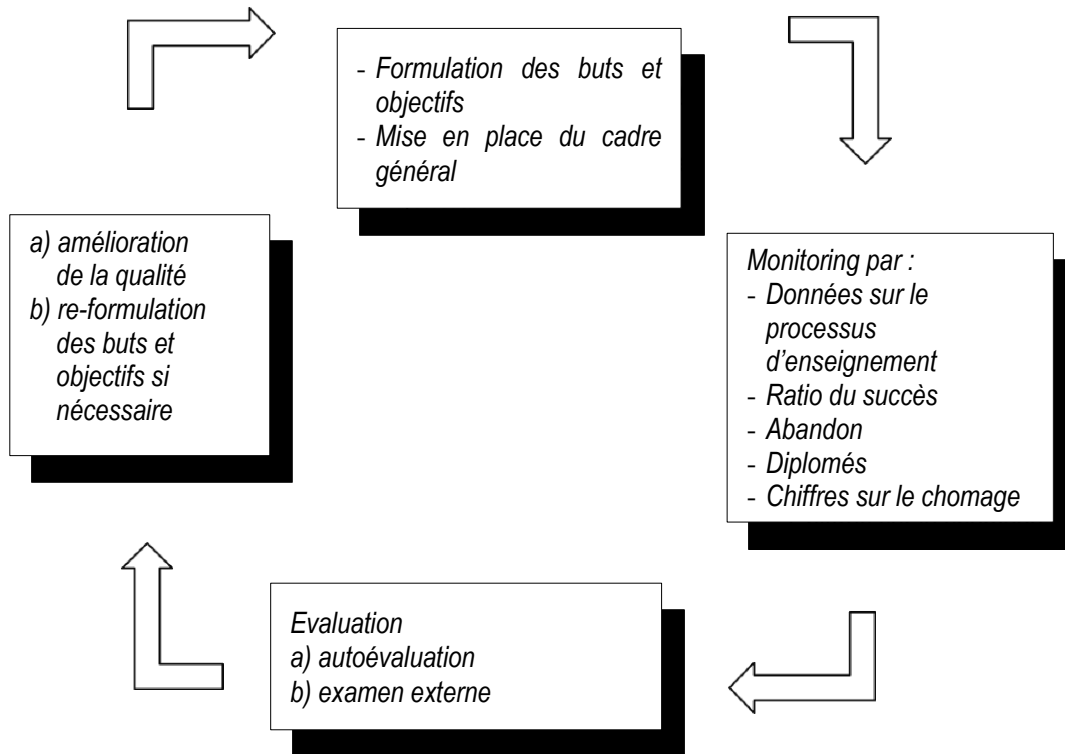 - Formulation des buts et
objectifs
- Mise en place du cadre
général
a) amélioration
de la qualité
b) re-formulation
des buts et
objectifs si
nécessaire
Monitoring par :
- Données sur le
processus
d’enseignement
- Ratio du succès
- Abandon
- Diplomés
- Chiffres sur le chomage
Evaluation
a) autoévaluation
b) examen externe